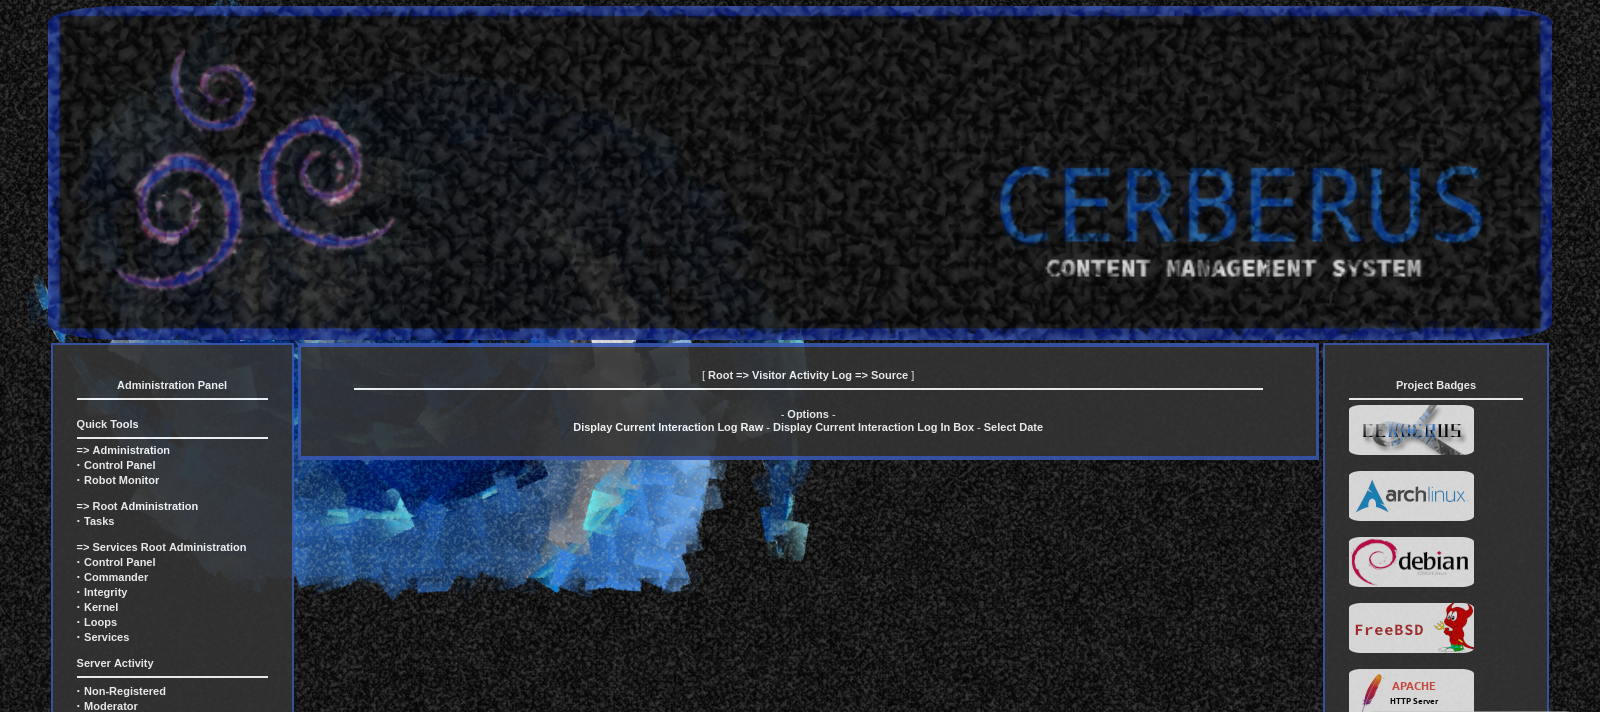 CERBERUS
CONTENT MANAGEMENT SYSTEM
Administration Panel
Quick Tools
=> Administration
· Control Panel
· Robot Monitor
=> Root Administration
· Tasks
=> Services Root Administration
· Control Panel
· Commander
· Integrity
· Kernel
· Loops
· Services
Server Activity
· Non-Registered
· Moderator
[ Root => Visitor Activity Log => Source ]
- Options -
Display Current Interaction Log Raw - Display Current Interaction Log In Box - Select Date
Project Badges
CERBERUS
archlinux
debian
FreeBSD
APACHE
HTTP Server